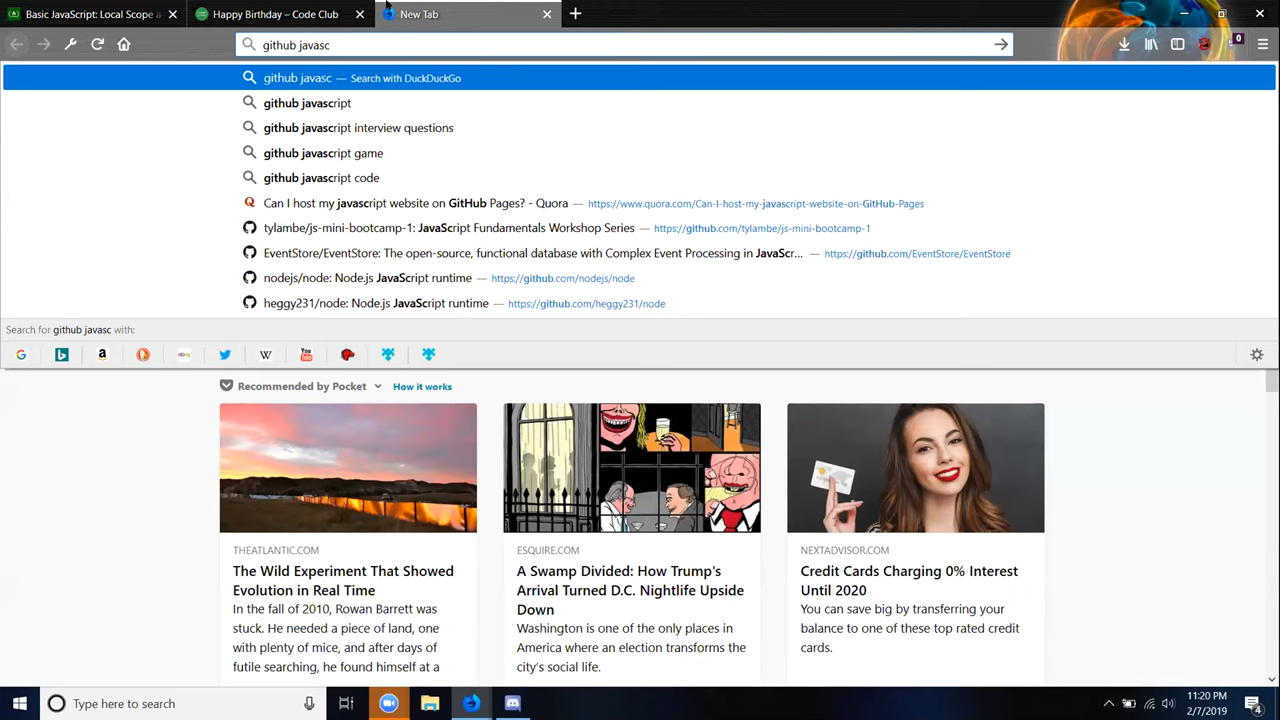 Basic JavaScript: Local Scope a
Happy Birthday – Code Club
New Tab
github javasc
0
github javasc — Search with DuckDuckGo
github javascript
github javascript interview questions
github javascript game
github javascript code
Can I host my javascript website on GitHub Pages? - Quora — https://www.quora.com/Can-I-host-my-javascript-website-on-GitHub-Pages
tylambe/js-mini-bootcamp-1: JavaScript Fundamentals Workshop Series — https://github.com/tylambe/js-mini-bootcamp-1
EventStore/EventStore: The open-source, functional database with Complex Event Processing in JavaScr... — https://github.com/EventStore/EventStore
nodejs/node: Node.js JavaScript runtime — https://github.com/nodejs/node
heggy231/node: Node.js JavaScript runtime — https://github.com/heggy231/node
Search for github javasc with:
Recommended by Pocket
How it works
THEATLANTIC.COM
The Wild Experiment That Showed
Evolution in Real Time
In the fall of 2010, Rowan Barrett was
stuck. He needed a piece of land, one
with plenty of mice, and after days of
futile searching, he found himself at a
ESQUIRE.COM
A Swamp Divided: How Trump's
Arrival Turned D.C. Nightlife Upside
Down
Washington is one of the only places in
America where an election transforms the
city's social life.
NEXTADVISOR.COM
Credit Cards Charging 0% Interest
Until 2020
You can save big by transferring your
balance to one of these top rated credit
cards.
Type here to search
11:20 PM
2/7/2019
4